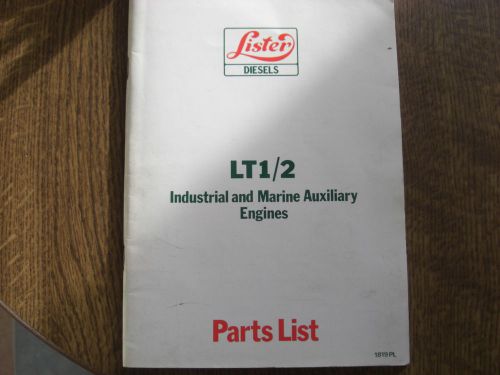 Lister
DIESELS
LT1/2
Industrial and Marine Auxiliary
Engines
Parts List
1819 PL